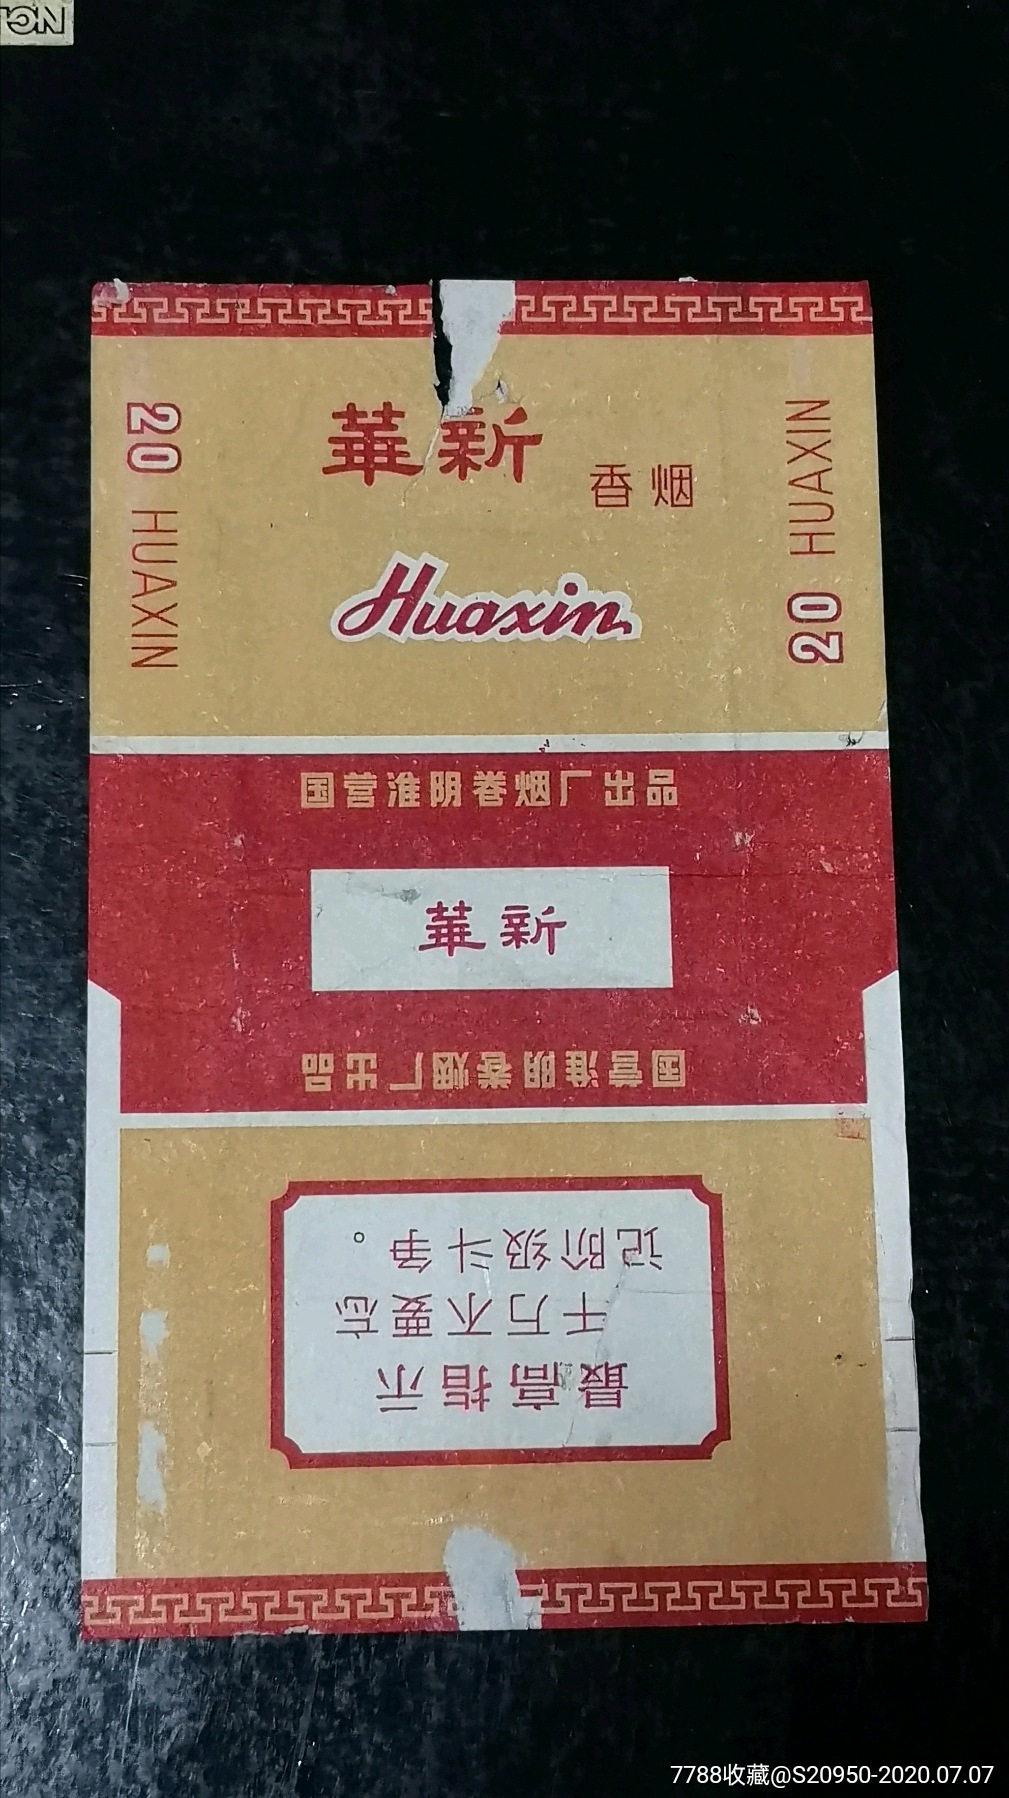 華新
香烟
Huaxin
20 HUAXIN
20 HUAXIN
国营淮阴卷烟厂出品
華新
国营淮阴卷烟厂出品
最高指示
千万不要忘
记阶级斗争。
7788收藏@S20950-2020.07.07